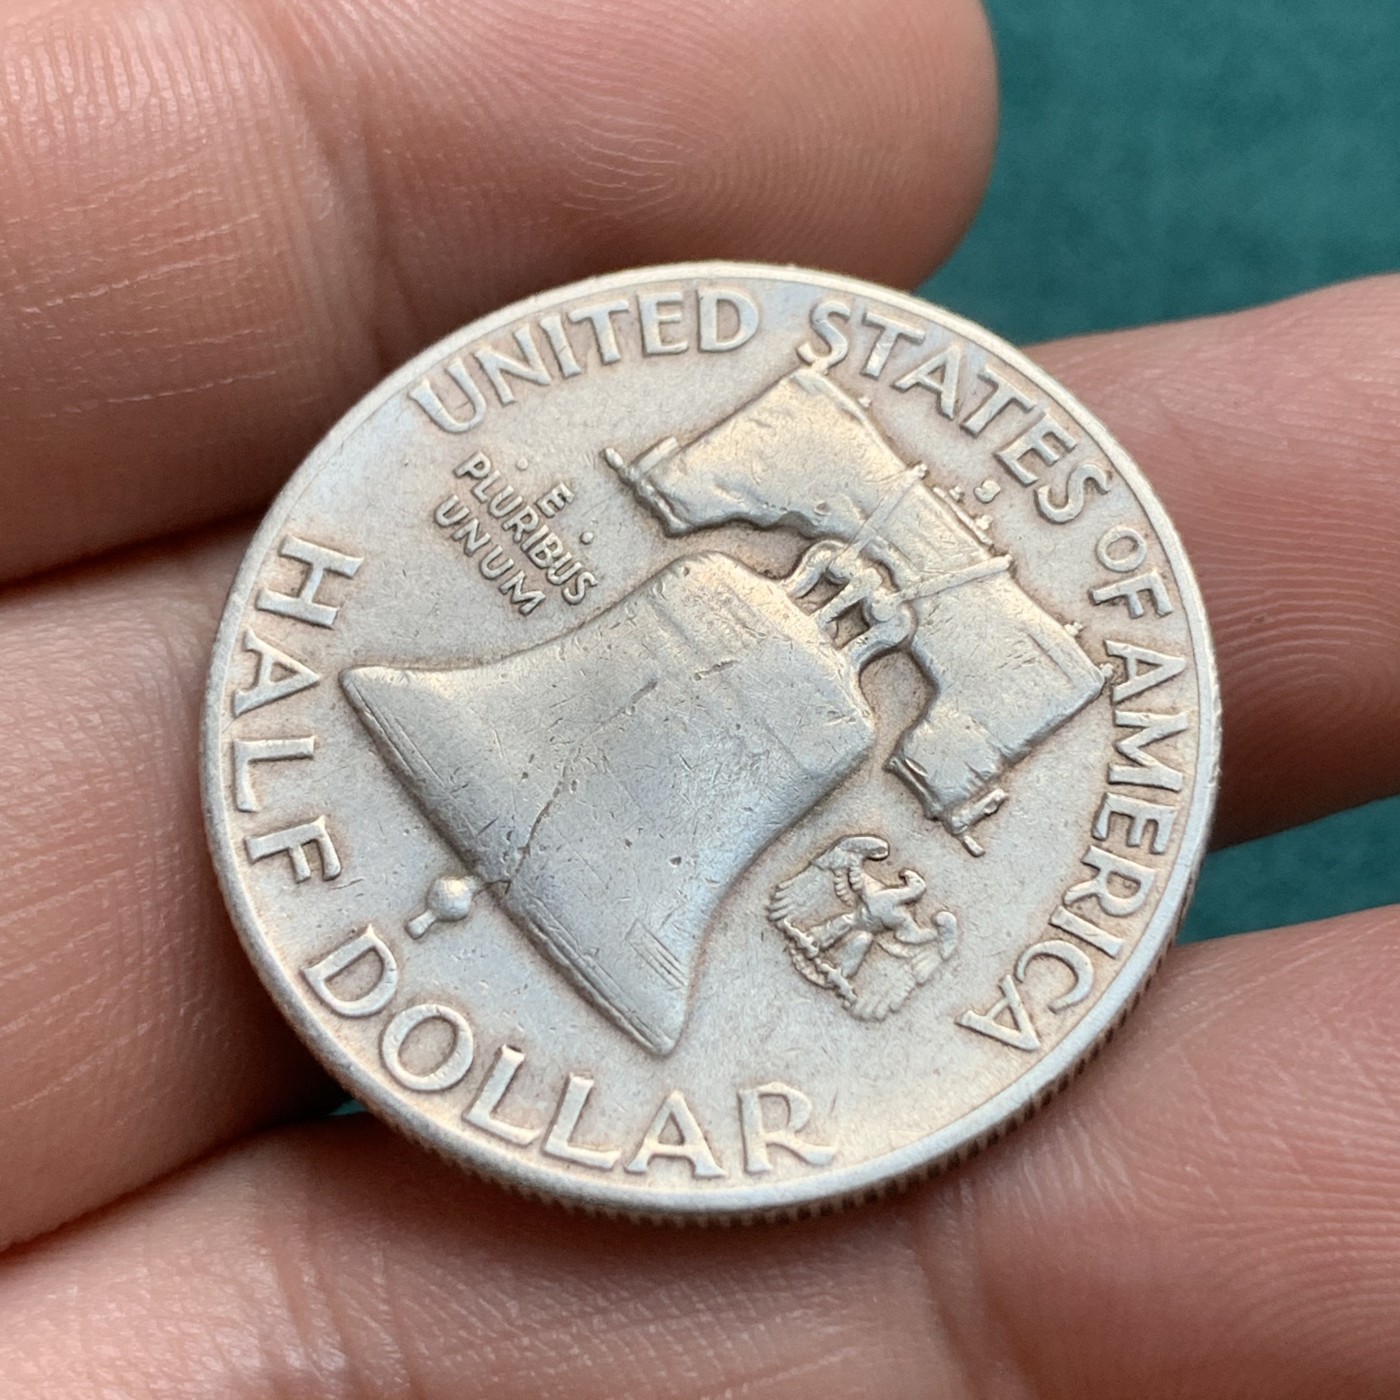 UNITED STATES OF AMERICA
E
PLURIBUS
UNUM
S
HALF DOLLAR